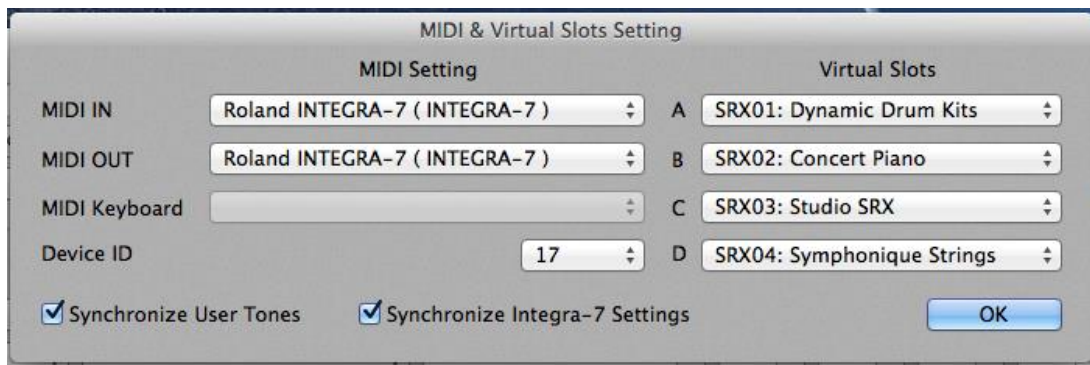 MIDI & Virtual Slots Setting
MIDI Setting Virtual Slots
MIDI IN Roland INTEGRA-7 ( INTEGRA-7 ) A SRX01: Dynamic Drum Kits
MIDI OUT Roland INTEGRA-7 ( INTEGRA-7 ) B SRX02: Concert Piano
MIDI Keyboard C SRX03: Studio SRX
Device ID 17 D SRX04: Symphonique Strings
Synchronize User Tones Synchronize Integra-7 Settings OK